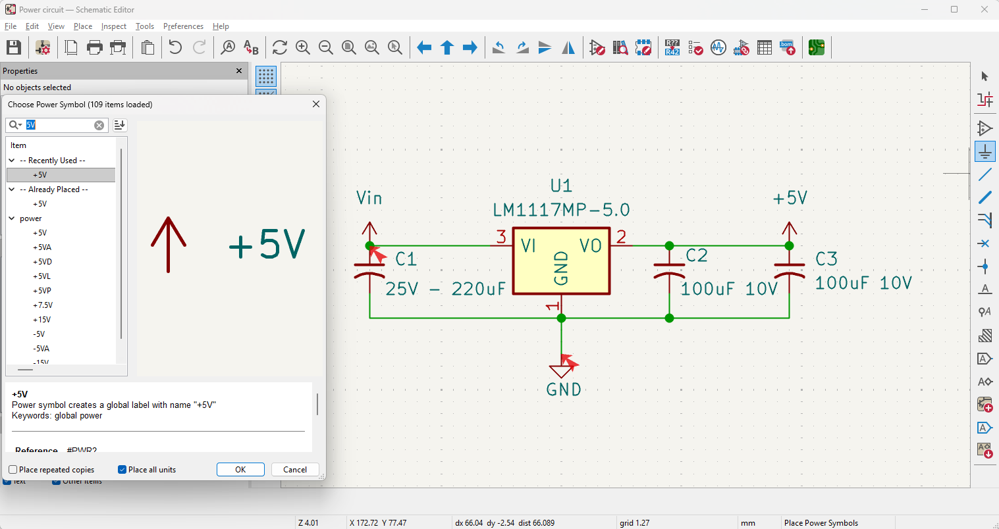 Power circuit — Schematic Editor
File Edit View Place Inspect Tools Preferences Help
A
A B
R??
R42
bom
Properties
No objects selected
Choose Power Symbol (109 items loaded)
5V
Item
-- Recently Used --
+5V
-- Already Placed --
+5V
power
+5V
+5VA
+5VD
+5VL
+5VP
+7.5V
+15V
-5V
-5VA
-15V
+5V
+5V
Power symbol creates a global label with name "+5V"
Keywords: global power
Reference #PWR?
Place repeated copies
Place all units
OK
Cancel
Text
Other items
Vin
C1
25V - 220uF
U1
LM1117MP-5.0
3
VI
VO
GND
2
1
GND
C2
100uF 10V
+5V
C3
100uF 10V
A
A
A
A
A
A
Z 4.01
X 172.72 Y 77.47
dx 66.04 dy -2.54 dist 66.089
grid 1.27
mm
Place Power Symbols